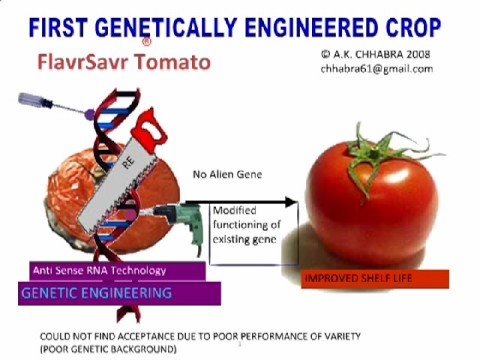 FIRST GENETICALLY ENGINEERED CROP
®
FlavrSavr Tomato
© A.K. CHHABRA 2008
chhabra61@gmail.com
RE
No Alien Gene
Modified
functioning of
existing gene
Anti Sense RNA Technology
GENETIC ENGINEERING
IMPROVED SHELF LIFE
COULD NOT FIND ACCEPTANCE DUE TO POOR PERFORMANCE OF VARIETY
(POOR GENETIC BACKGROUND)